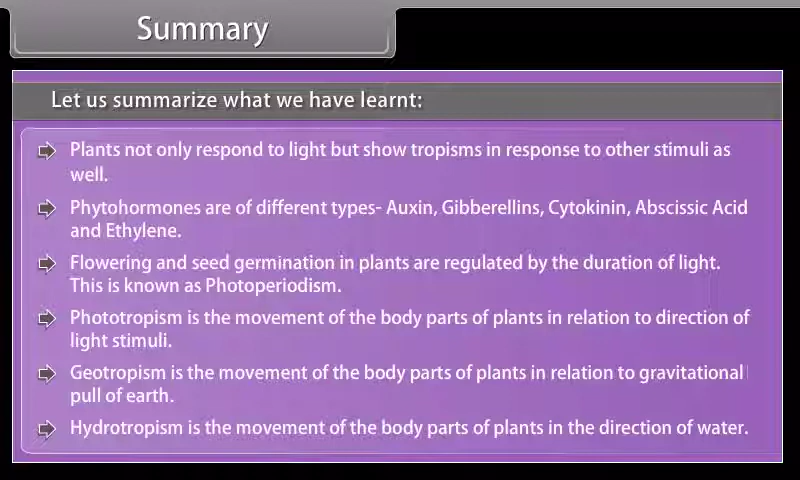 Summary
Let us summarize what we have learnt:
Plants not only respond to light but show tropisms in response to other stimuli as
well.
Phytohormones are of different types- Auxin, Gibberellins, Cytokinin, Abscissic Acid
and Ethylene.
Flowering and seed germination in plants are regulated by the duration of light.
This is known as Photoperiodism.
Phototropism is the movement of the body parts of plants in relation to direction of
light stimuli.
Geotropism is the movement of the body parts of plants in relation to gravitational
pull of earth.
Hydrotropism is the movement of the body parts of plants in the direction of water.